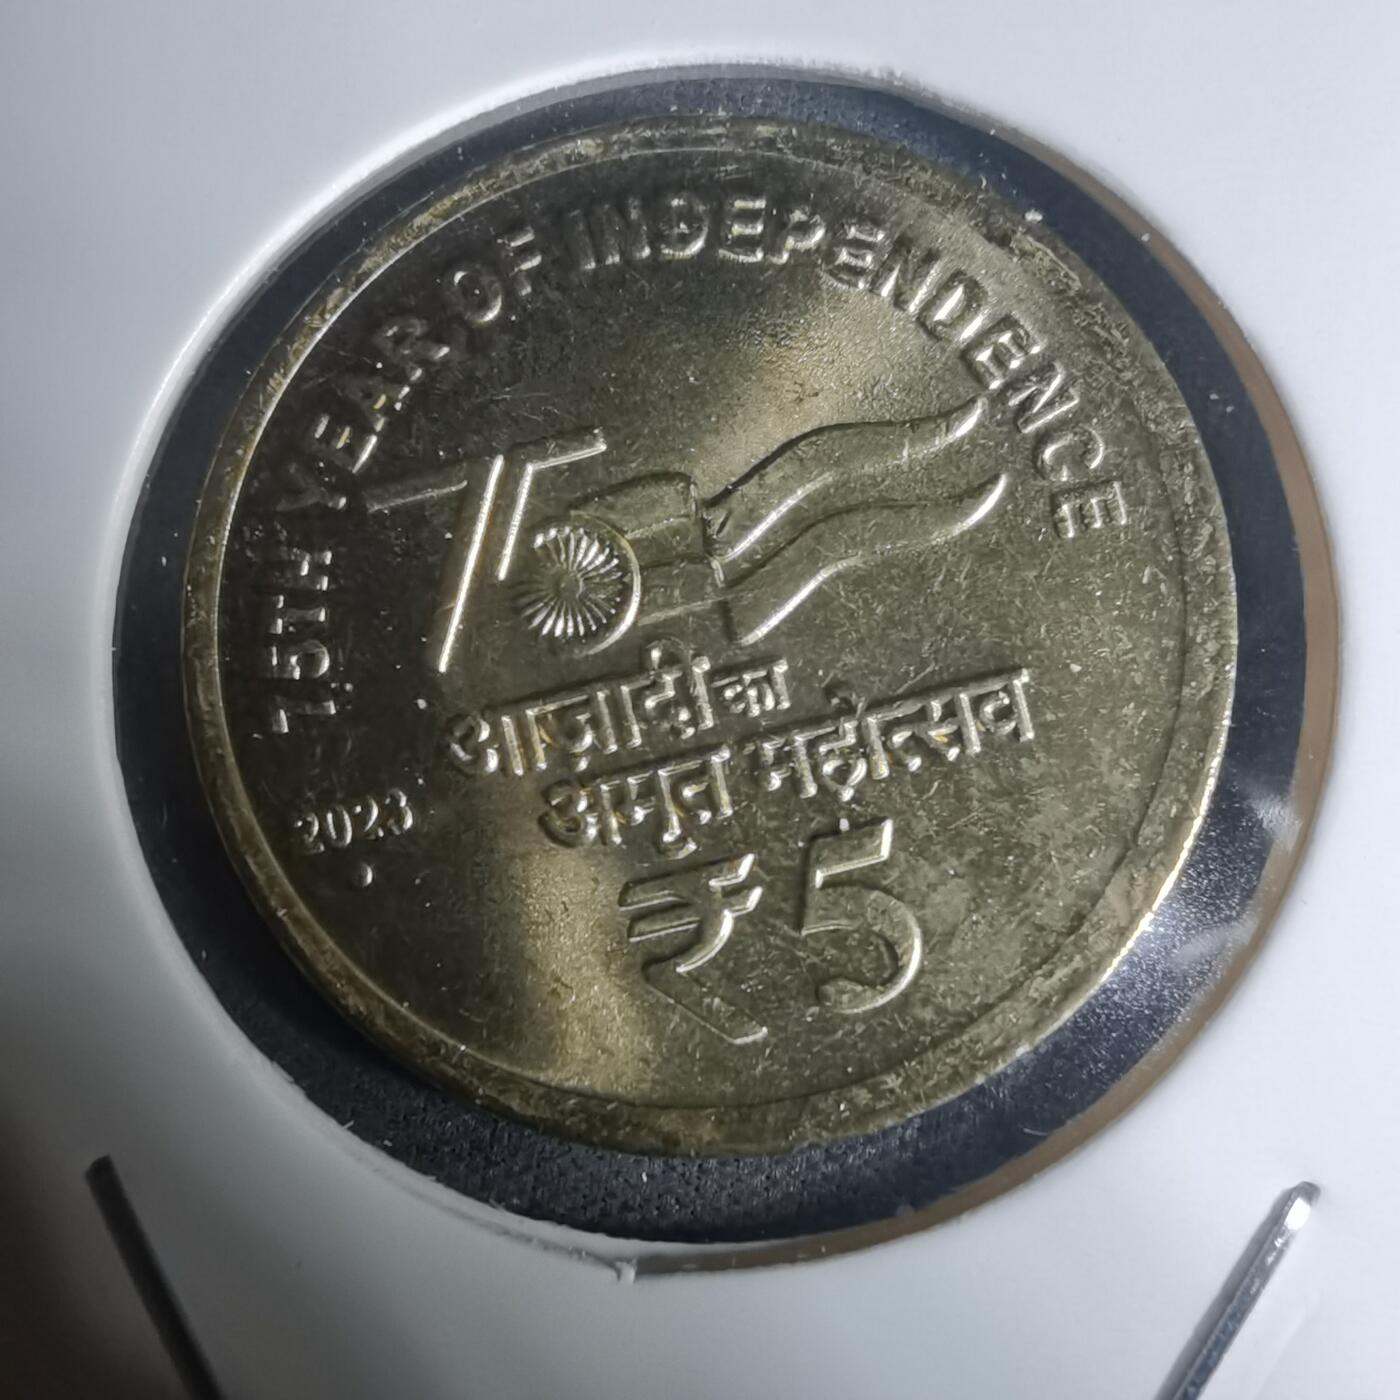 75TH YEAR OF INDEPENDENCE
75
आज़ादी का
अमृत महोत्सव
2023
₹5